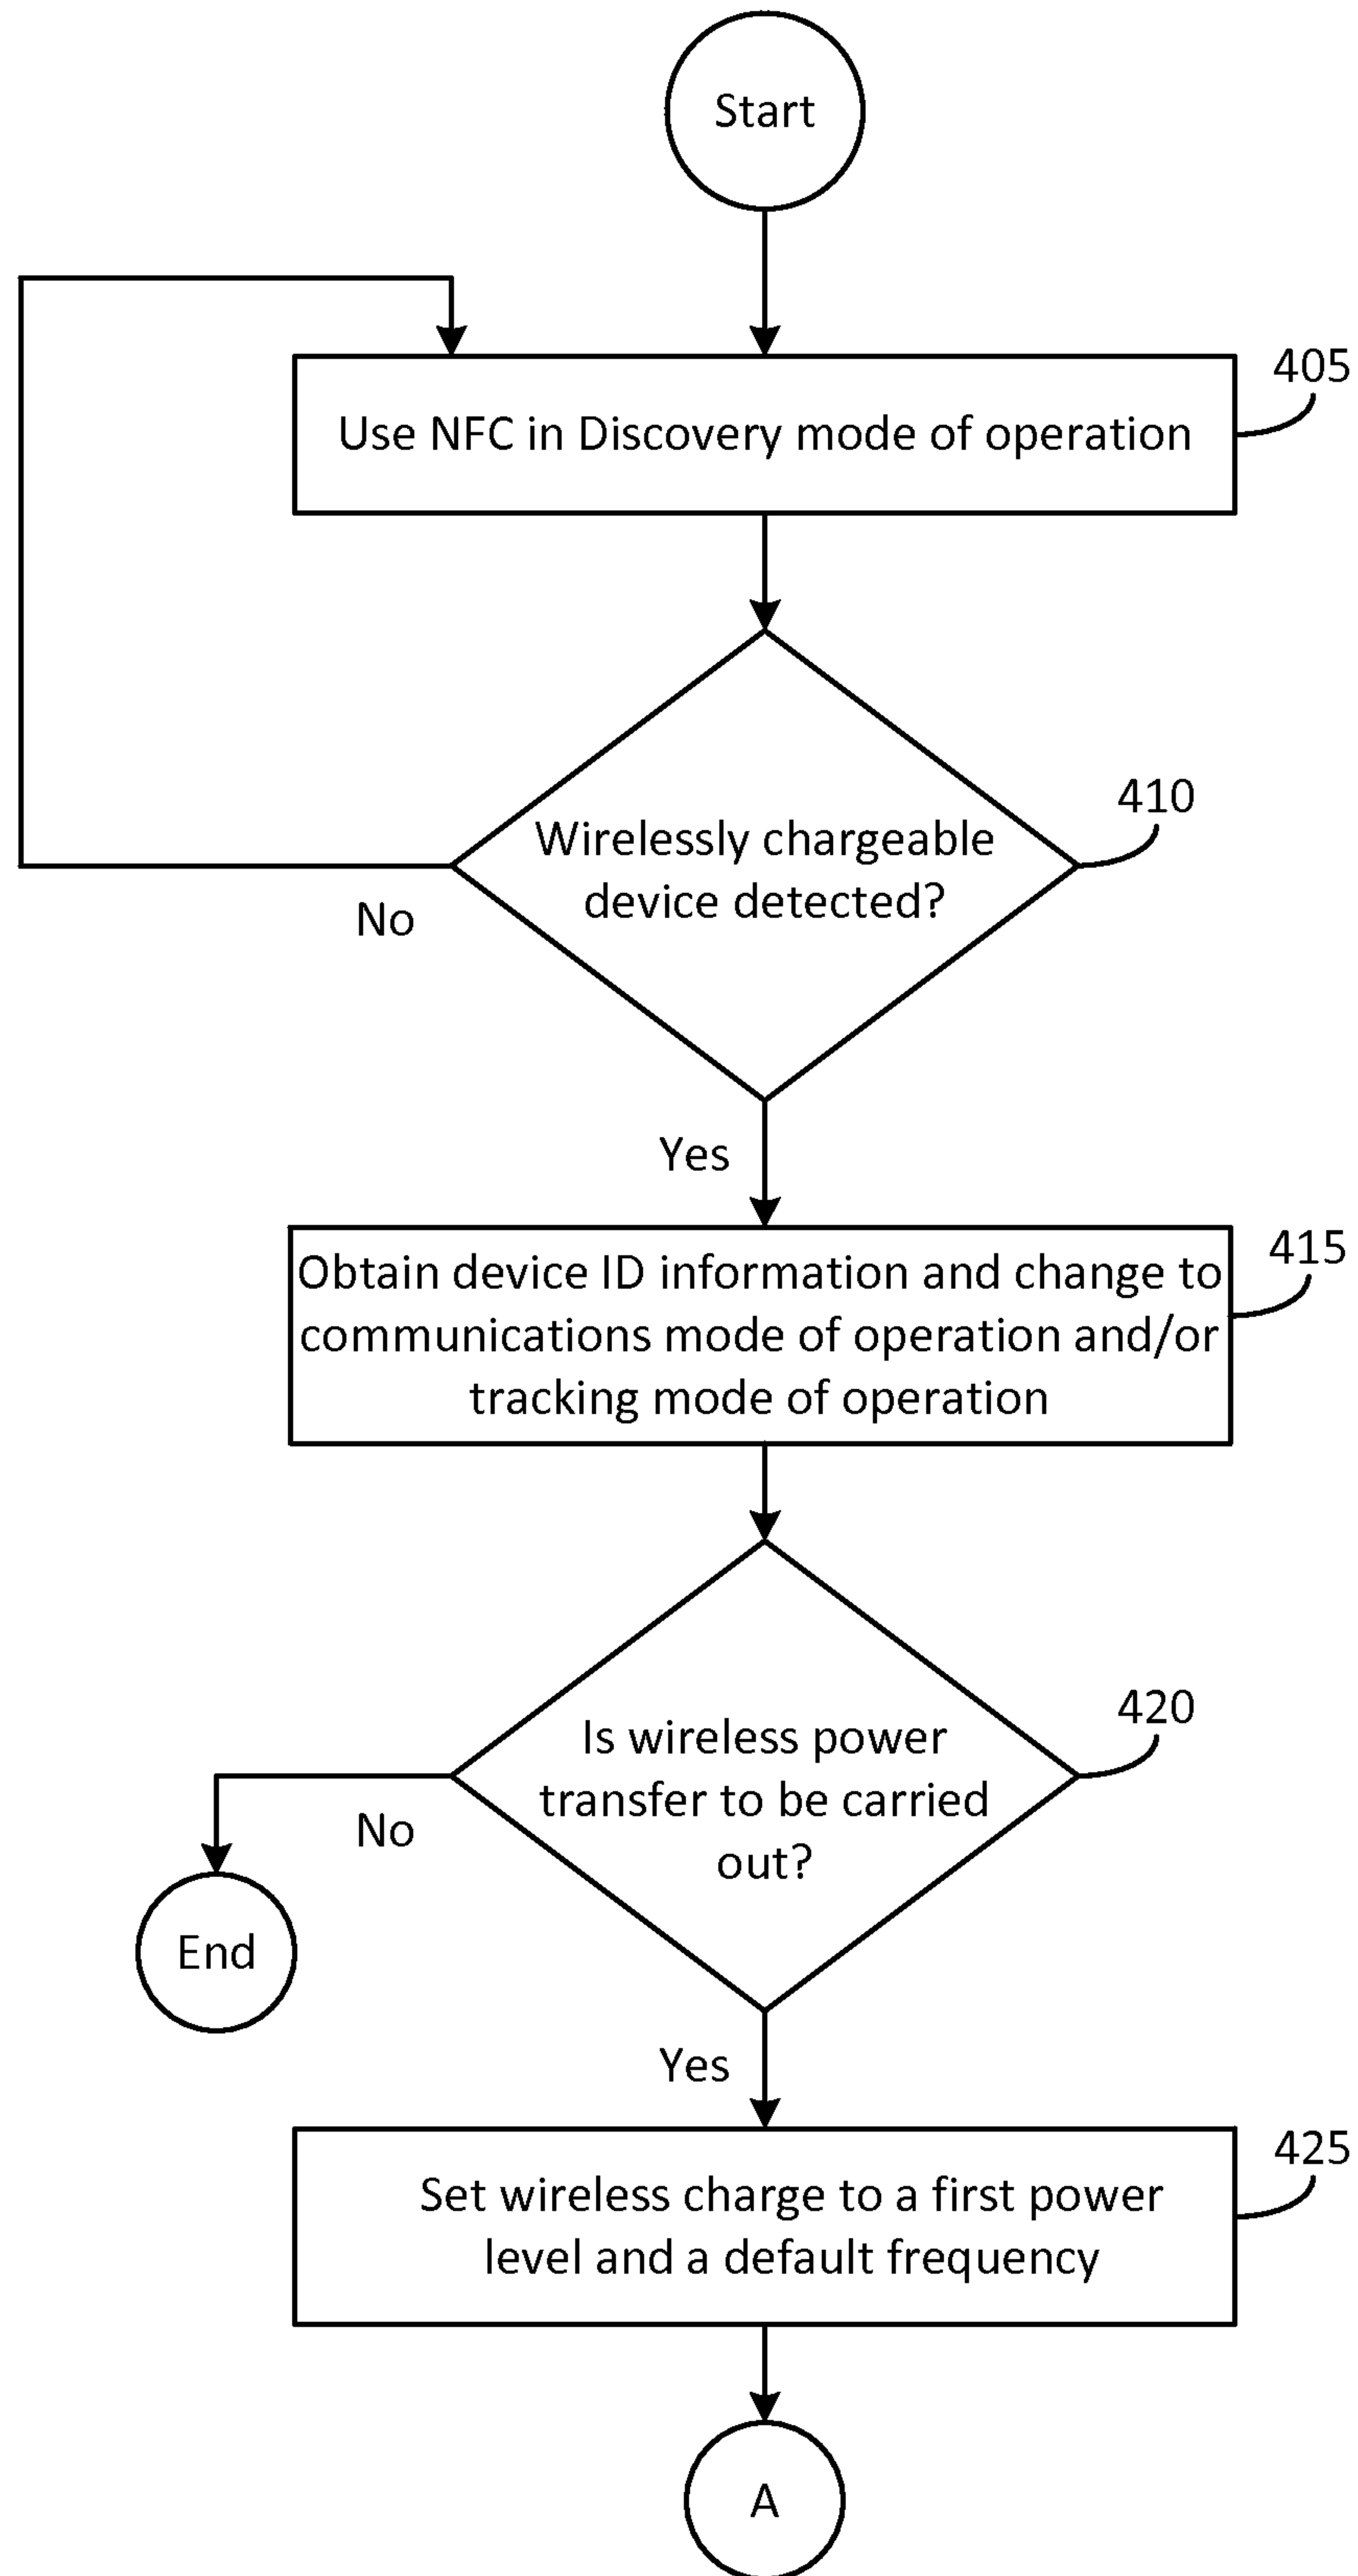 Start
405
Use NFC in Discovery mode of operation
410
Wirelessly chargeable
device detected?
No
Yes
415
Obtain device ID information and change to
communications mode of operation and/or
tracking mode of operation
420
Is wireless power
transfer to be carried
out?
No
End
Yes
425
Set wireless charge to a first power
level and a default frequency
A